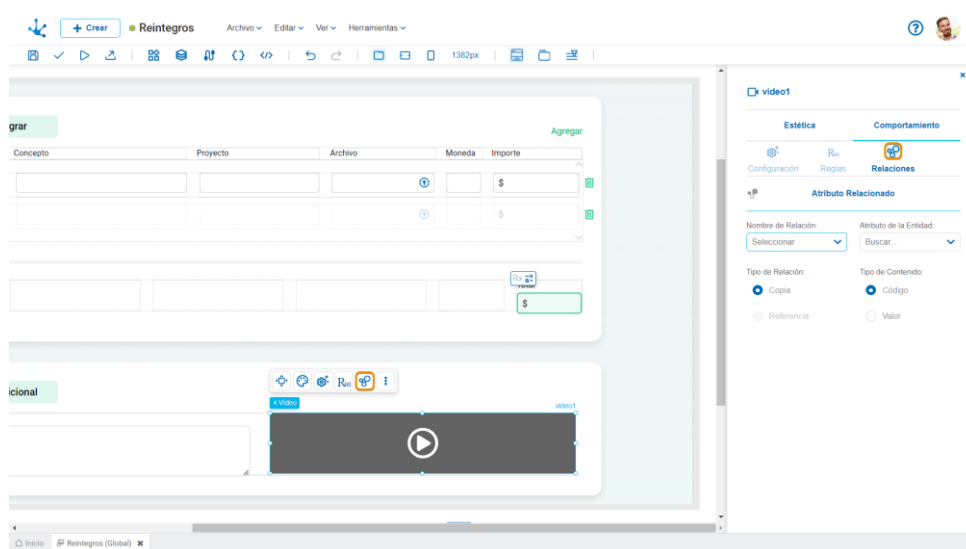 + Crear
Reintegros
Archivo
Editar
Ver
Herramientas
?
1382px
video1
Estética
Comportamiento
Configuración
Reglas
Relaciones
Atributo Relacionado
Nombre de Relación:
Atributo de la Entidad:
Seleccionar
Buscar...
Tipo de Relación:
Tipo de Contenido:
Copia
Código
Referencia
Valor
grar
Agregar
Concepto
Proyecto
Archivo
Moneda
Importe
$
$
Rx
Total
$
icional
< Video
video1
Inicio
Reintegros (Global)